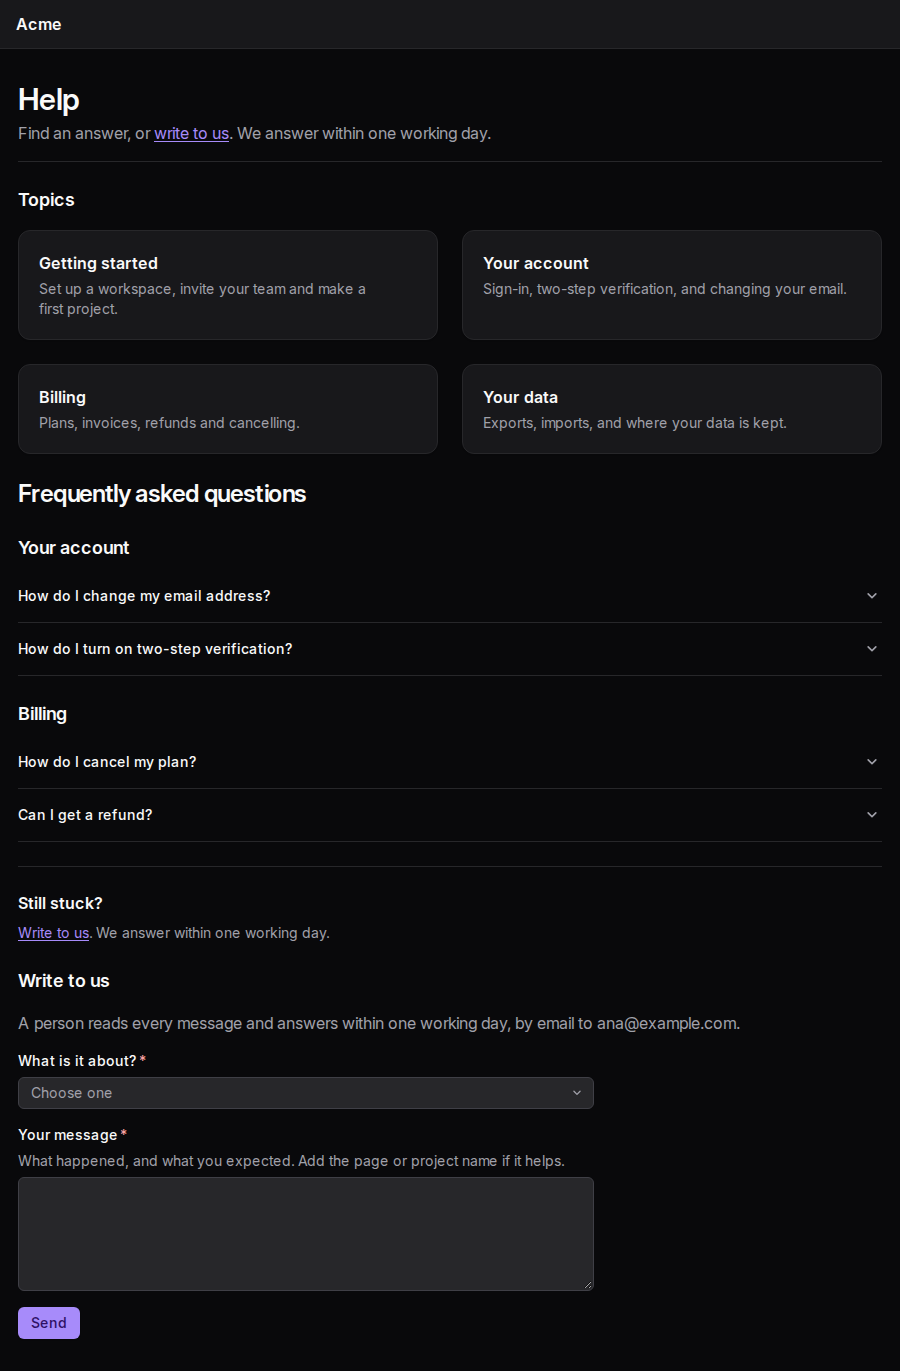 Acme
Help
Find an answer, or write to us. We answer within one working day.
Topics
Getting started
Set up a workspace, invite your team and make a
first project.
Your account
Sign-in, two-step verification, and changing your email.
Billing
Plans, invoices, refunds and cancelling.
Your data
Exports, imports, and where your data is kept.
Frequently asked questions
Your account
How do I change my email address?
How do I turn on two-step verification?
Billing
How do I cancel my plan?
Can I get a refund?
Still stuck?
Write to us. We answer within one working day.
Write to us
A person reads every message and answers within one working day, by email to ana@example.com.
What is it about? *
Choose one
Your message *
What happened, and what you expected. Add the page or project name if it helps.
Send